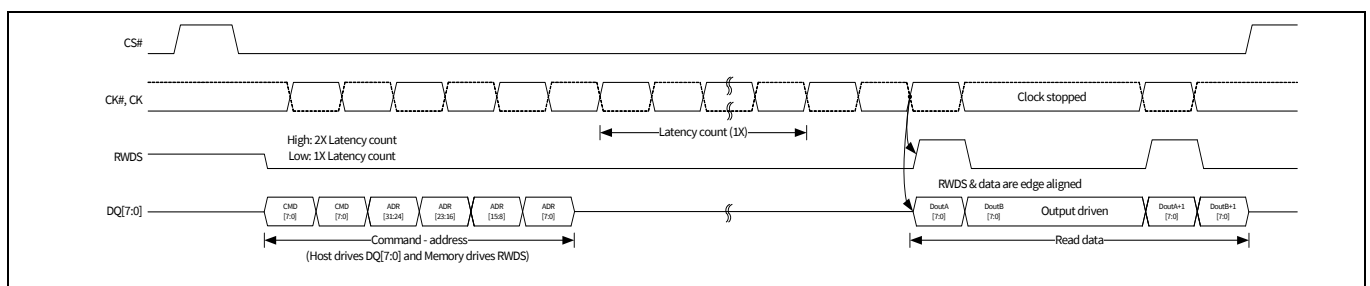 CS#
CK#, CK
Clock stopped
Latency count (1X)
High: 2X Latency count
Low: 1X Latency count
RWDS
RWDS & data are edge aligned
DQ[7:0]
CMD
[7:0]
CMD
[7:0]
ADR
[31:24]
ADR
[23:16]
ADR
[15:8]
ADR
[7:0]
DoutA
[7:0]
DoutB
[7:0]
Output driven
DoutA+1
[7:0]
DoutB+1
[7:0]
Command - address
(Host drives DQ[7:0] and Memory drives RWDS)
Read data